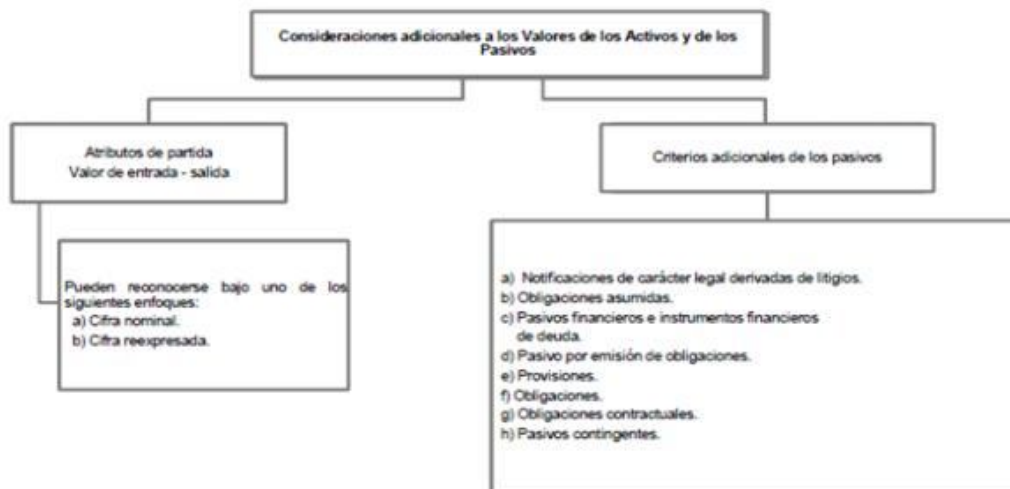 Consideraciones adicionales a los Valores de los Activos y de los
Pasivos
Atributos de partida
Valor de entrada - salida
Criterios adicionales de los pasivos
Pueden reconocerse bajo uno de los
siguientes enfoques:
a) Cifra nominal.
b) Cifra reexpresada.
a) Notificaciones de carácter legal derivadas de litigios.
b) Obligaciones asumidas.
c) Pasivos financieros e instrumentos financieros
de deuda.
d) Pasivo por emisión de obligaciones.
e) Provisiones.
f) Obligaciones.
g) Obligaciones contractuales.
h) Pasivos contingentes.